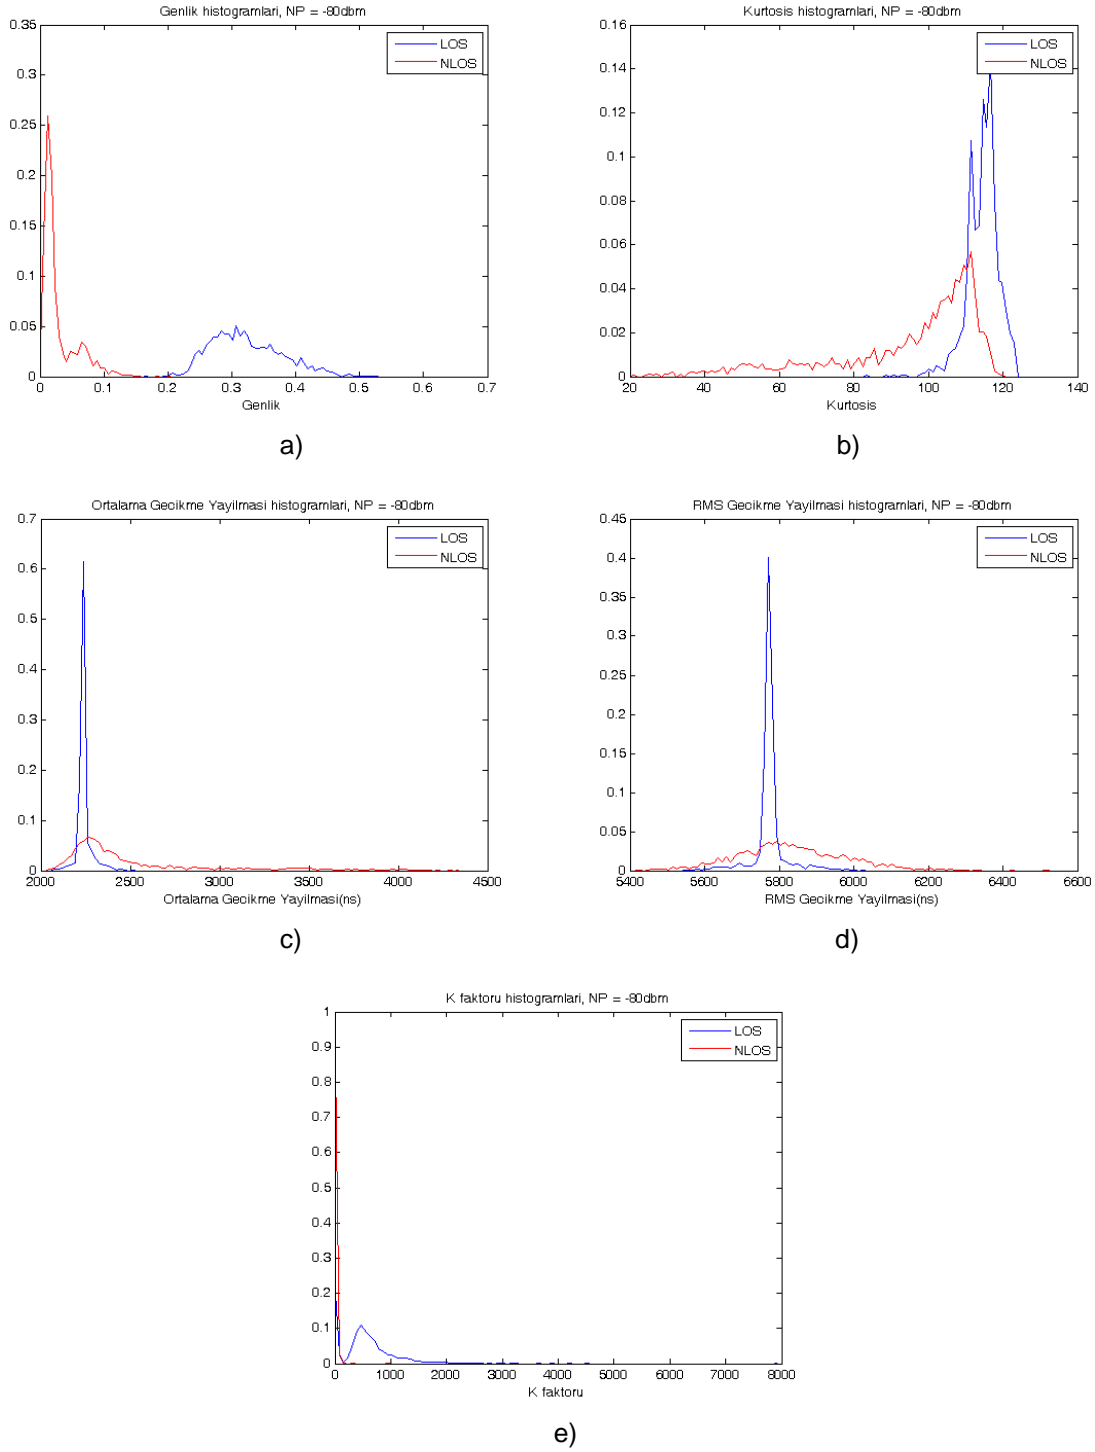 Genlik histogramlari, NP = -80dbm
0.35
0.3
0.25
0.2
0.15
0.1
0.05
0
LOS
NLOS
0 0.1 0.2 0.3 0.4 0.5 0.6 0.7
Genlik
a)
Kurtosis histogramlari, NP = -80dbm
0.16
0.14
0.12
0.1
0.08
0.06
0.04
0.02
0
LOS
NLOS
20 40 60 80 100 120 140
Kurtosis
b)
Ortalama Gecikme Yayilmasi histogramlari, NP = -80dbm
0.7
0.6
0.5
0.4
0.3
0.2
0.1
0
LOS
NLOS
2000 2500 3000 3500 4000 4500
Ortalama Gecikme Yayilmasi(ns)
c)
RMS Gecikme Yayilmasi histogramlari, NP = -80dbm
0.45
0.4
0.35
0.3
0.25
0.2
0.15
0.1
0.05
0
LOS
NLOS
5400 5600 5800 6000 6200 6400 6600
RMS Gecikme Yayilmasi(ns)
d)
K faktoru histogramlari, NP = -80dbm
1
0.9
0.8
0.7
0.6
0.5
0.4
0.3
0.2
0.1
0
LOS
NLOS
0 1000 2000 3000 4000 5000 6000 7000 8000
K faktoru
e)